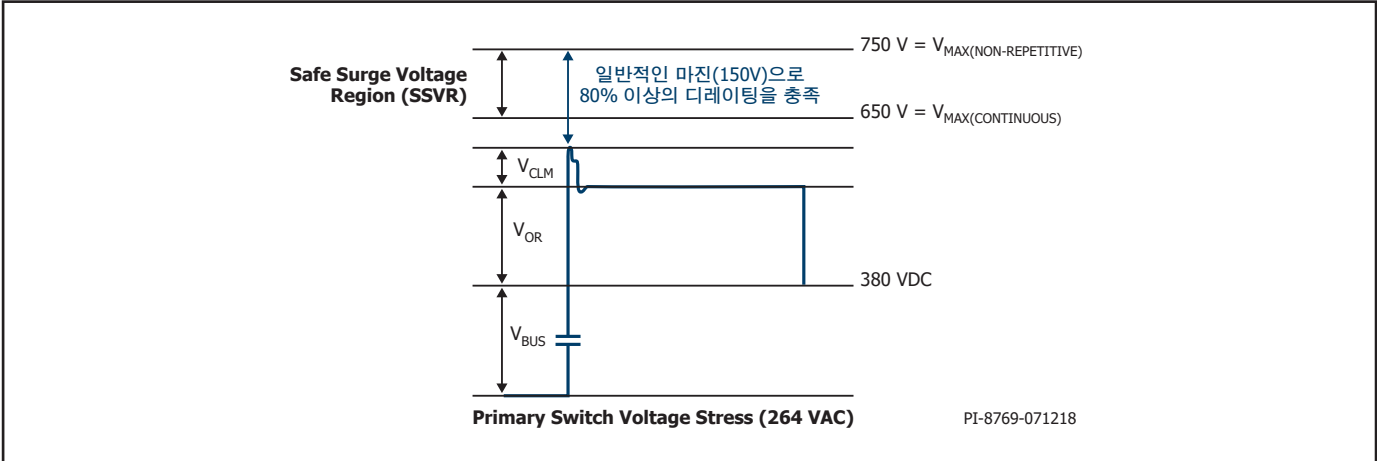 750 V = VMAX(NON-REPETITIVE)
Safe Surge Voltage
Region (SSVR)
일반적인 마진(150V)으로
80% 이상의 디레이팅을 충족
650 V = VMAX(CONTINUOUS)
VCLM
VOR
380 VDC
VBUS
Primary Switch Voltage Stress (264 VAC)
PI-8769-071218